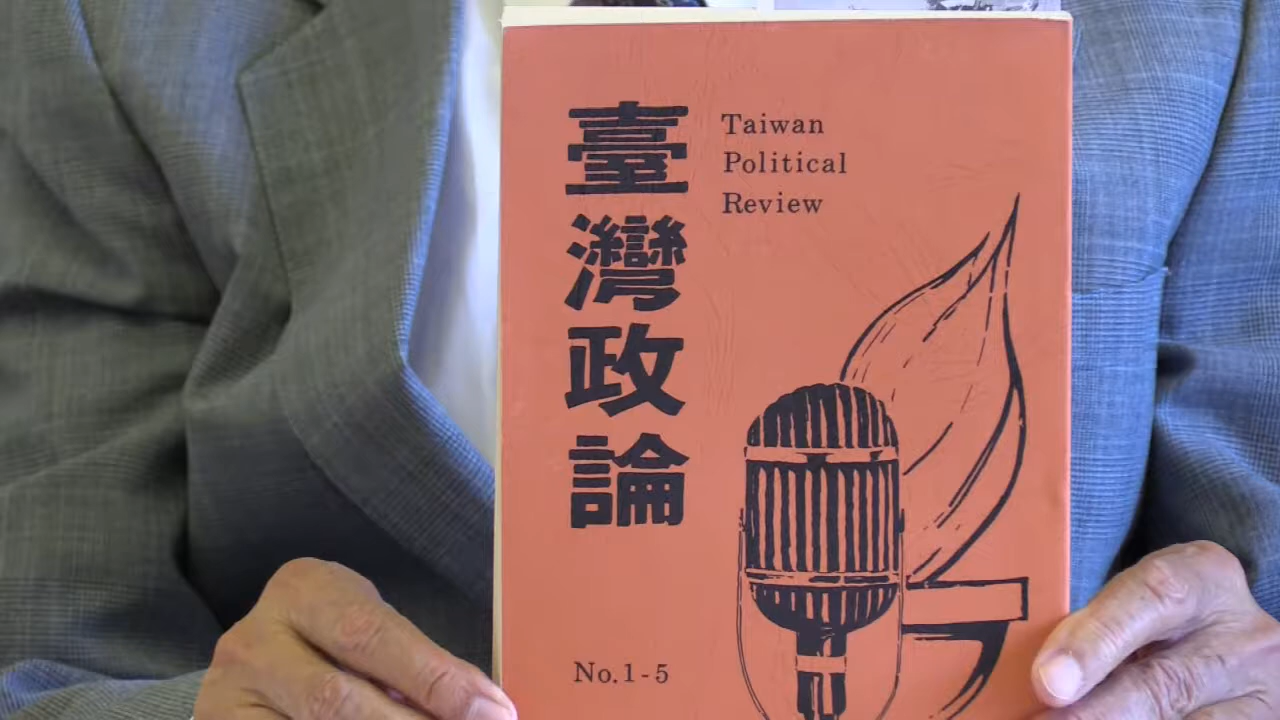 臺灣政論
Taiwan
Political
Review
No. 1-5